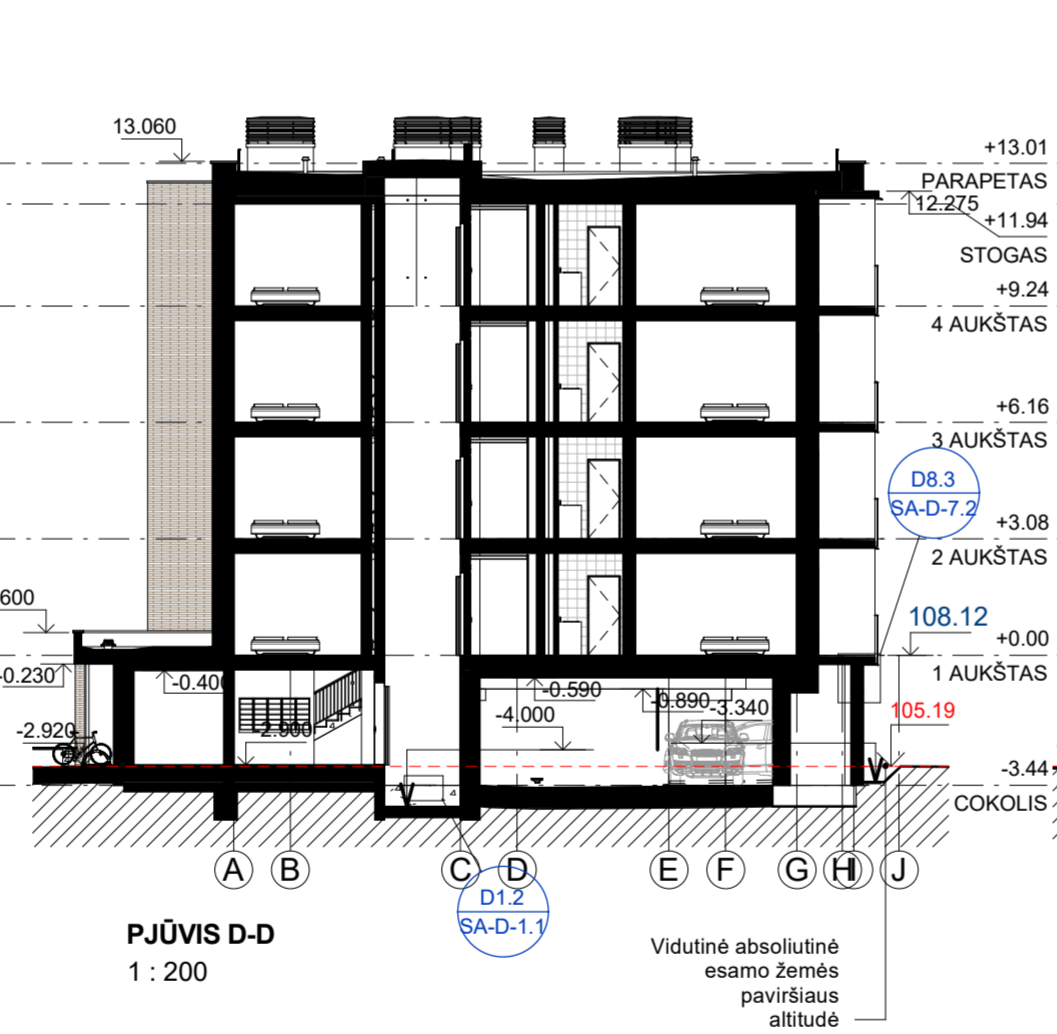 13.060
+13.01
PARAPETAS
12.275
+11.94
STOGAS
+9.24
4 AUKŠTAS
+6.16
3 AUKŠTAS
D8.3
SA-D-7.2
+3.08
2 AUKŠTAS
600
108.12
+0.00
1 AUKŠTAS
-0.230
-0.400
-0.590
-0.890
-3.340
-4.000
105.19
-2.920
-2.900
-3.44
COKOLIS
A B C D E F G H I J
D1.2
SA-D-1.1
PJŪVIS D-D
1 : 200
Vidutinė absoliutinė
esamo žemės
paviršiaus
altitudė